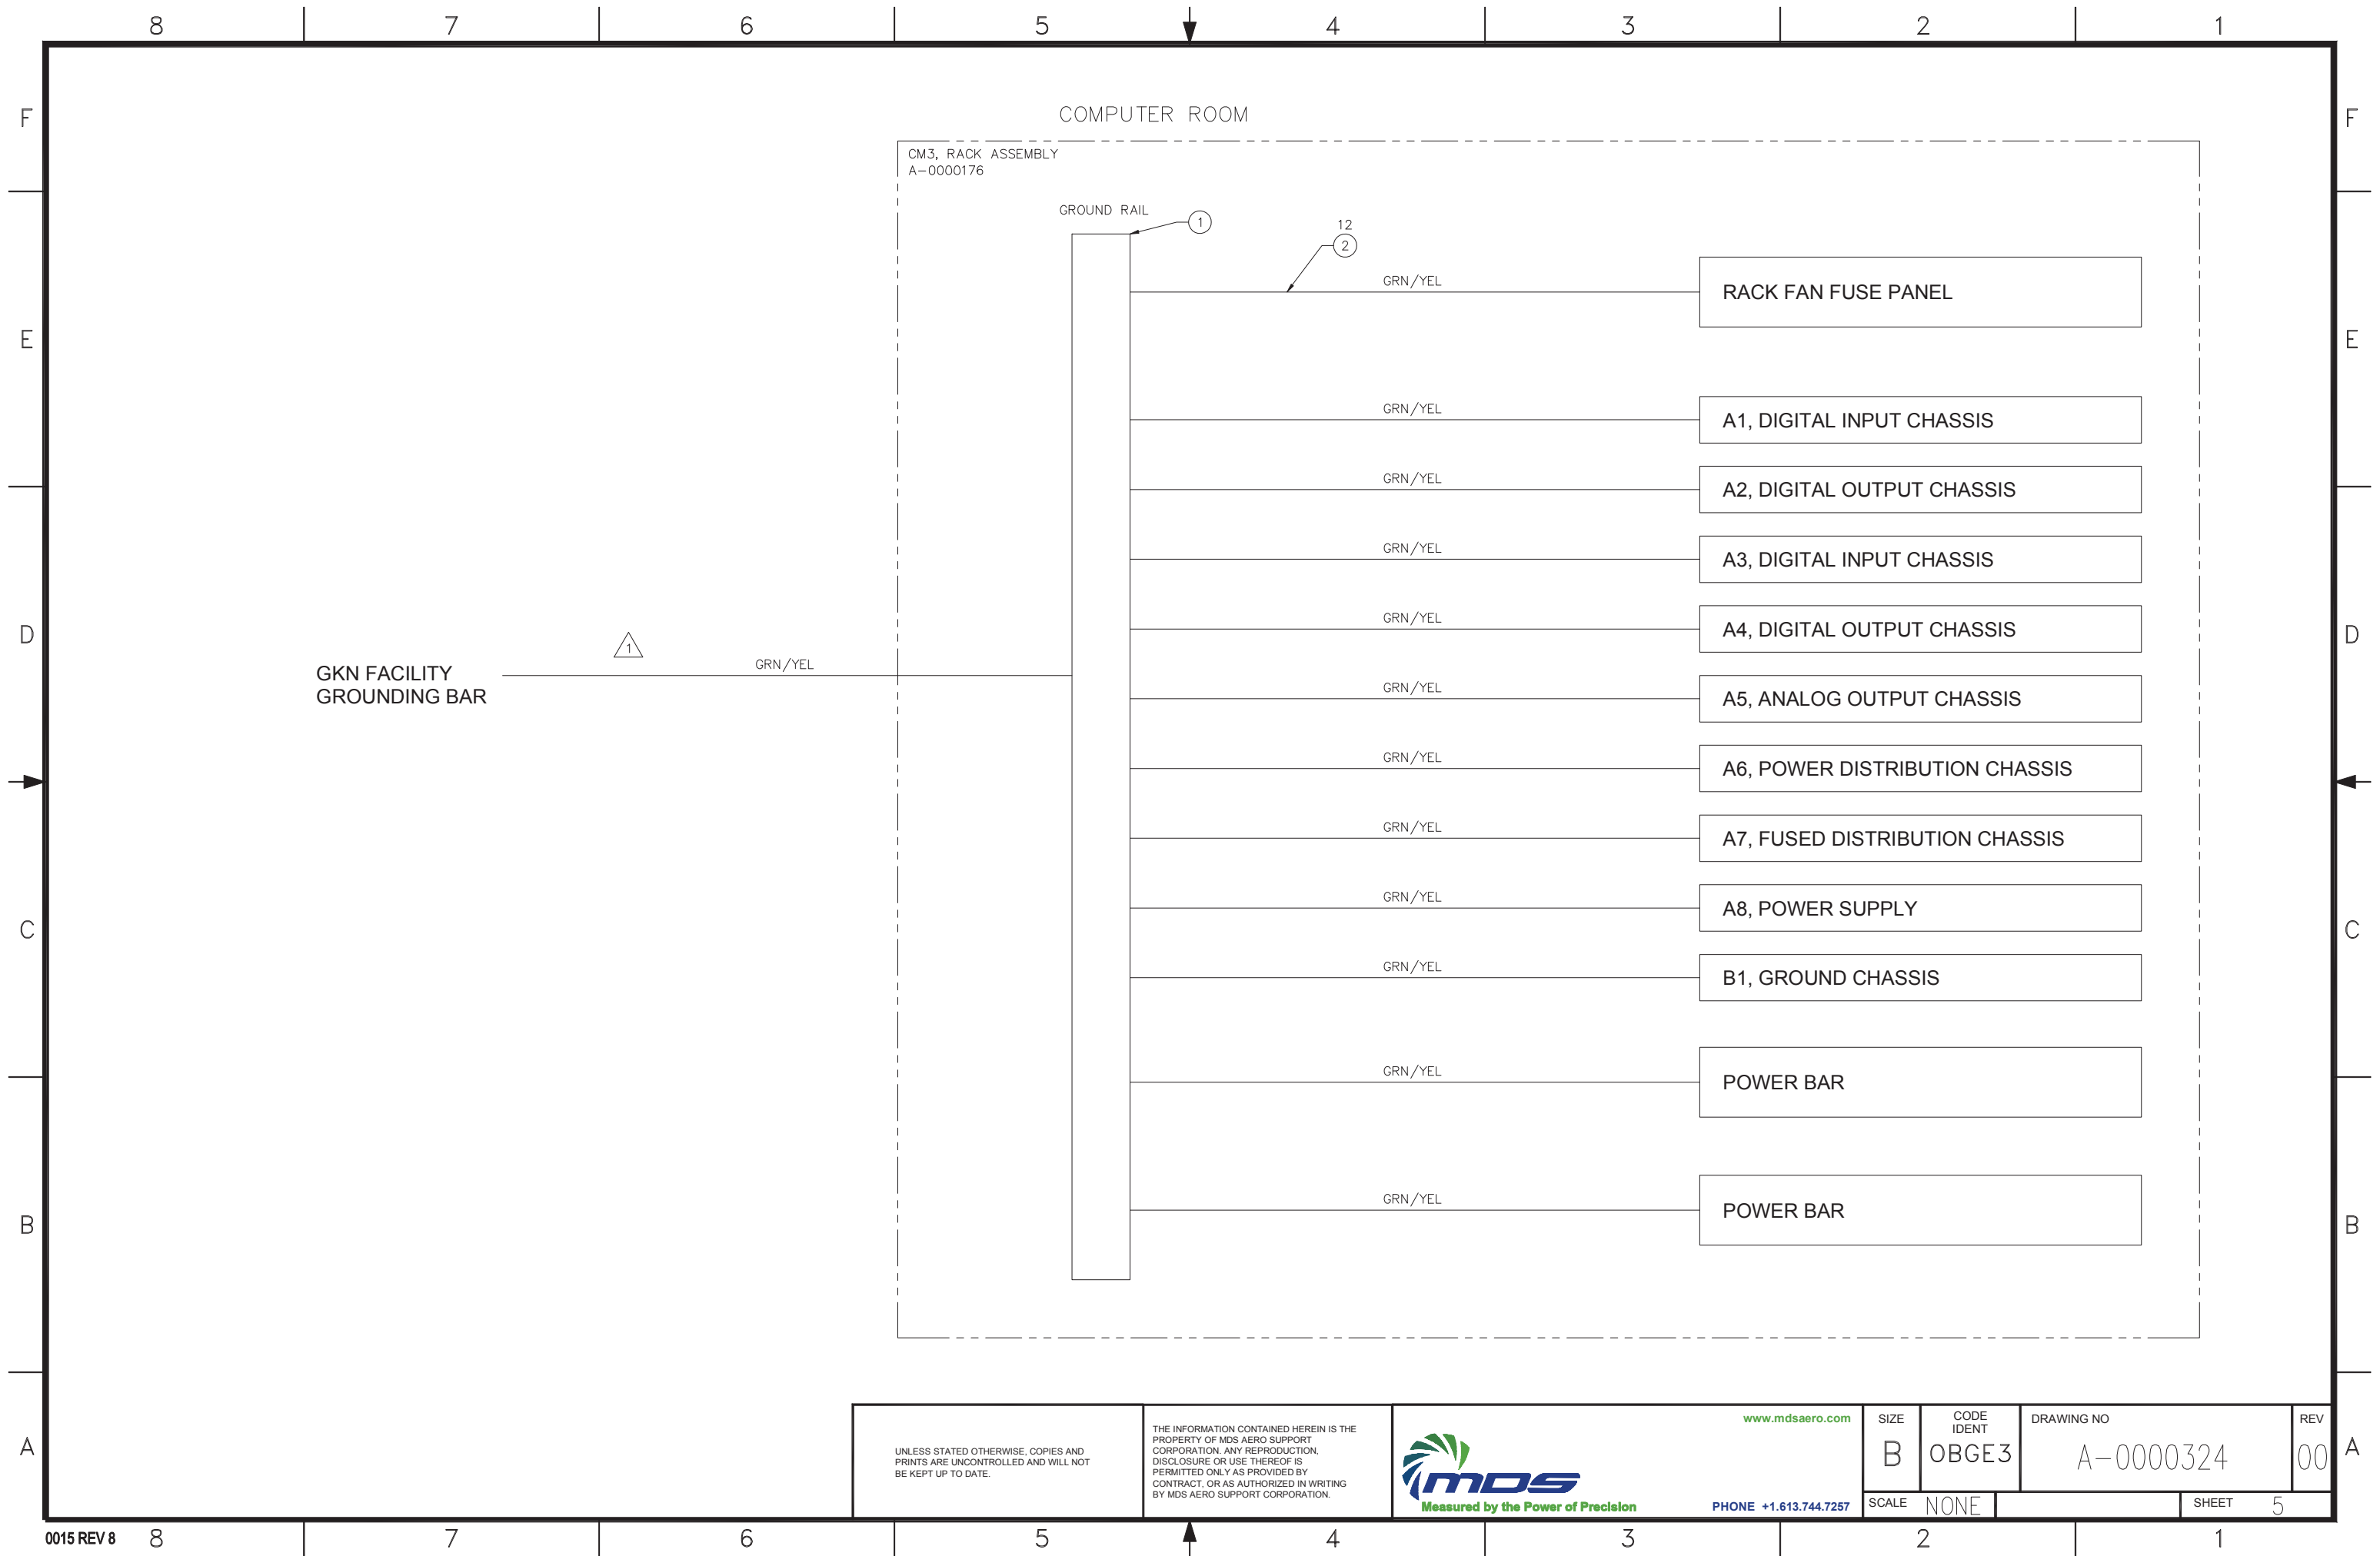 8 7 6 5 4 3 2 1
F F
COMPUTER ROOM
CM3, RACK ASSEMBLY
A-0000176
GROUND RAIL
1
12
2
GRN/YEL
RACK FAN FUSE PANEL
E E
GRN/YEL
A1, DIGITAL INPUT CHASSIS
GRN/YEL
A2, DIGITAL OUTPUT CHASSIS
GRN/YEL
A3, DIGITAL INPUT CHASSIS
GRN/YEL
A4, DIGITAL OUTPUT CHASSIS
D D
1
GRN/YEL
GKN FACILITY
GROUNDING BAR
GRN/YEL
A5, ANALOG OUTPUT CHASSIS
GRN/YEL
A6, POWER DISTRIBUTION CHASSIS
GRN/YEL
A7, FUSED DISTRIBUTION CHASSIS
GRN/YEL
A8, POWER SUPPLY
C C
GRN/YEL
B1, GROUND CHASSIS
GRN/YEL
POWER BAR
GRN/YEL
POWER BAR
B B
A A
UNLESS STATED OTHERWISE, COPIES AND
PRINTS ARE UNCONTROLLED AND WILL NOT
BE KEPT UP TO DATE.
THE INFORMATION CONTAINED HEREIN IS THE
PROPERTY OF MDS AERO SUPPORT
CORPORATION. ANY REPRODUCTION,
DISCLOSURE OR USE THEREOF IS
PERMITTED ONLY AS PROVIDED BY
CONTRACT, OR AS AUTHORIZED IN WRITING
BY MDS AERO SUPPORT CORPORATION.
www.mdsaero.com
mds
Measured by the Power of Precision
PHONE +1.613.744.7257
SIZE
B
CODE
IDENT
OBGE3
DRAWING NO
A-0000324
REV
00
SCALE NONE
SHEET 5
0015 REV 8
8 7 6 5 4 3 2 1